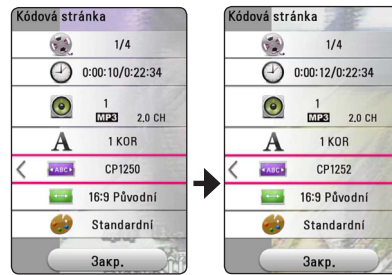 Kódová stránka
1/4
0:00:10/0:22:34
1
MP3 2.0 CH
A 1 KOR
ABC CP1250
16:9 Původní
Standardní
Закр.
Kódová stránka
1/4
0:00:12/0:22:34
1
MP3 2.0 CH
A 1 KOR
ABC CP1252
16:9 Původní
Standardní
Закр.